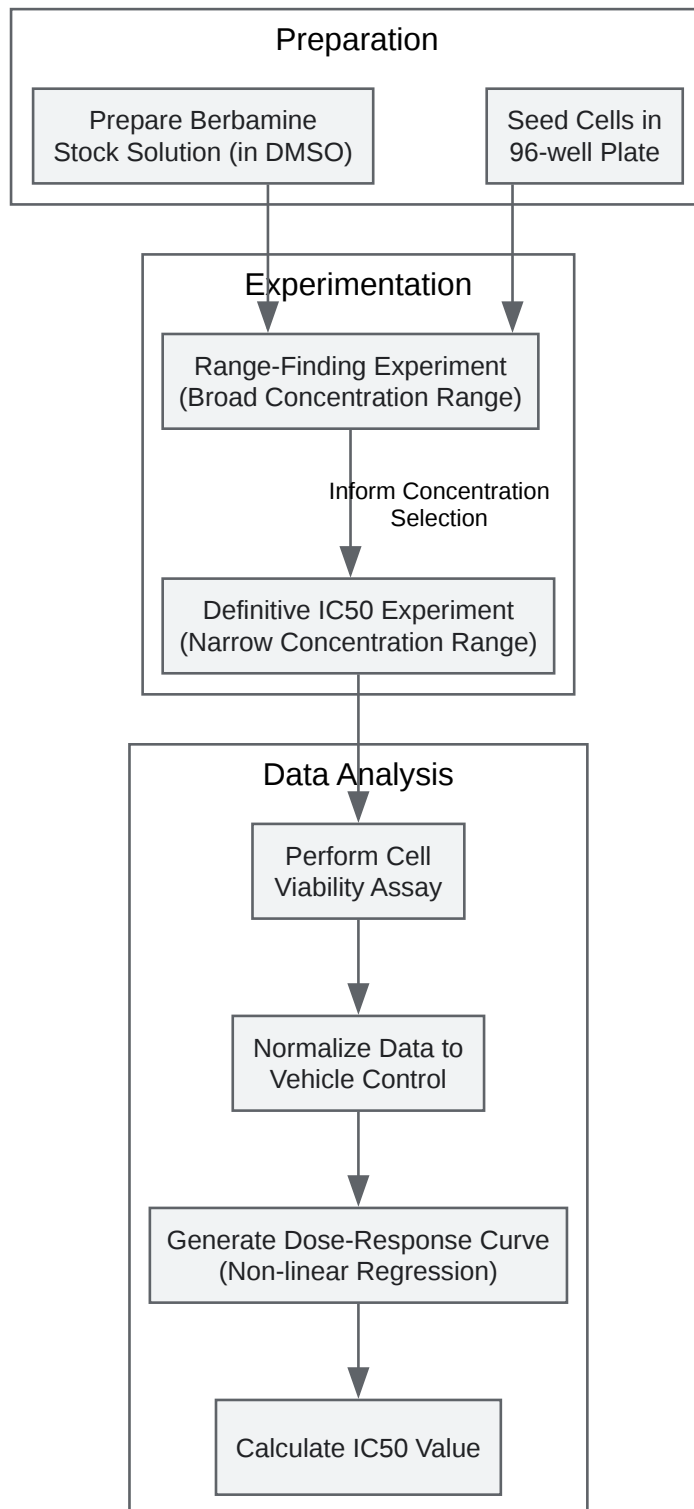 Preparation
Prepare Berbamine
Stock Solution (in DMSO)
Seed Cells in
96-well Plate
Experimentation
Range-Finding Experiment
(Broad Concentration Range)
Inform Concentration
Selection
Definitive IC50 Experiment
(Narrow Concentration Range)
Data Analysis
Perform Cell
Viability Assay
Normalize Data to
Vehicle Control
Generate Dose-Response Curve
(Non-linear Regression)
Calculate IC50 Value